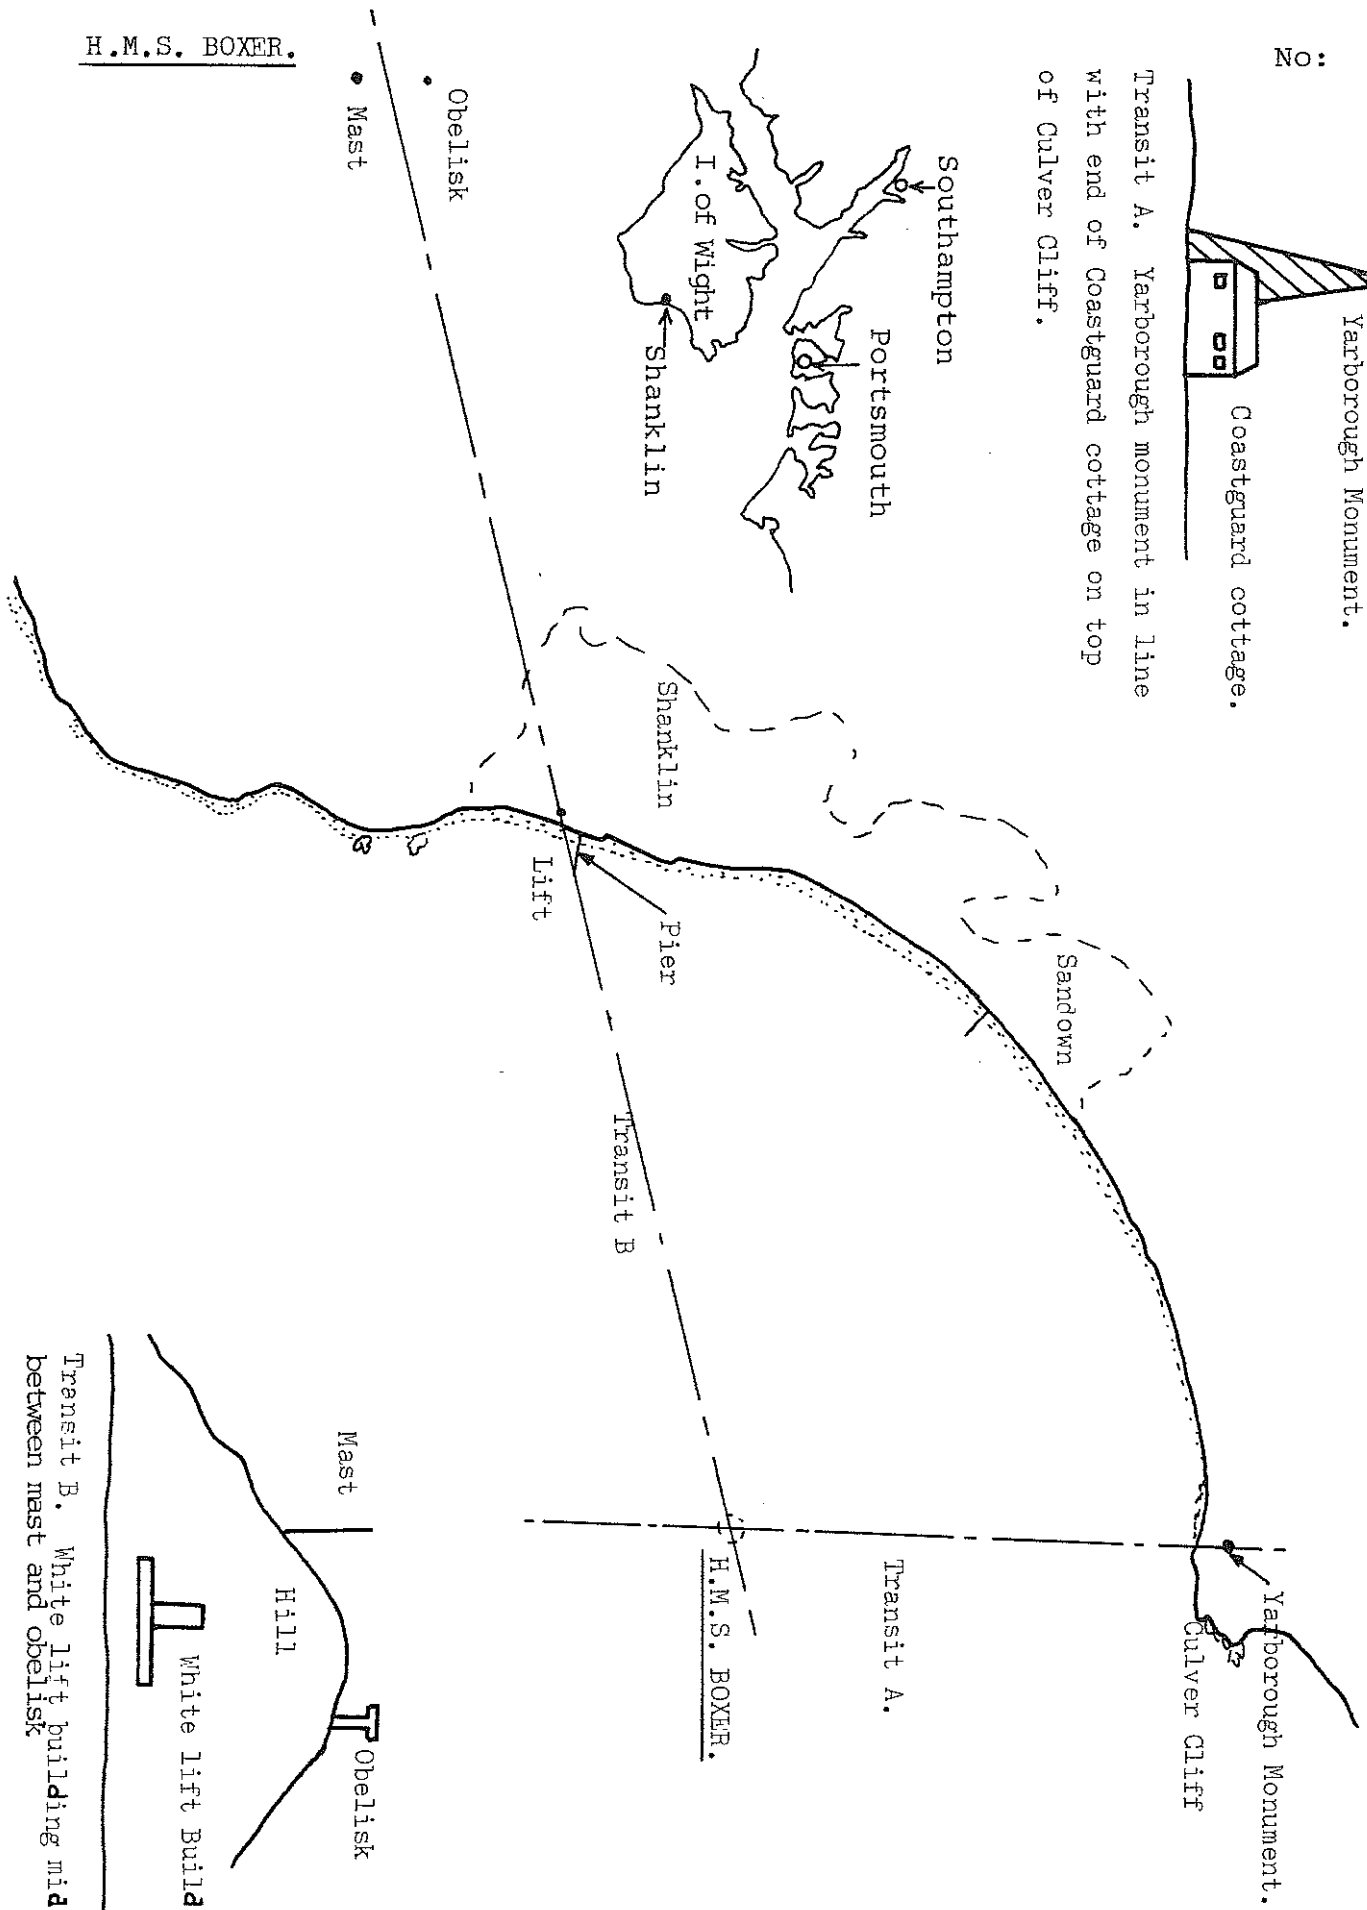 H.M.S. BOXER.
No:
Yarborough Monument.
Coastguard cottage.
Transit A. Yarborough monument in line
with end of Coastguard cottage on top
of Culver Cliff.
Southampton
Portsmouth
I. of Wight
Shanklin
Obelisk
Mast
Shanklin
Sandown
Lift
Pier
Transit B
Yarborough Monument.
Culver Cliff
Transit A.
H.M.S. BOXER.
Mast
Obelisk
Hill
White lift Build
Transit B. White lift building mid
between mast and obelisk